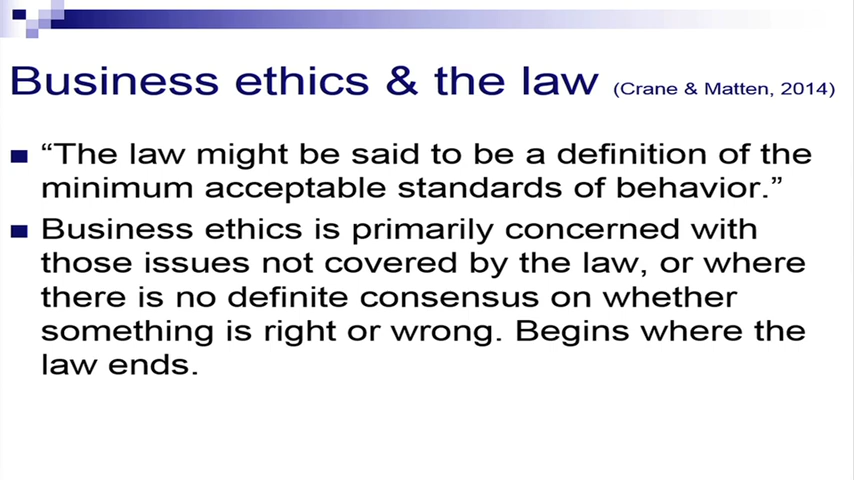 Business ethics & the law (Crane & Matten, 2014)
“The law might be said to be a definition of the
minimum acceptable standards of behavior.”
Business ethics is primarily concerned with
those issues not covered by the law, or where
there is no definite consensus on whether
something is right or wrong. Begins where the
law ends.